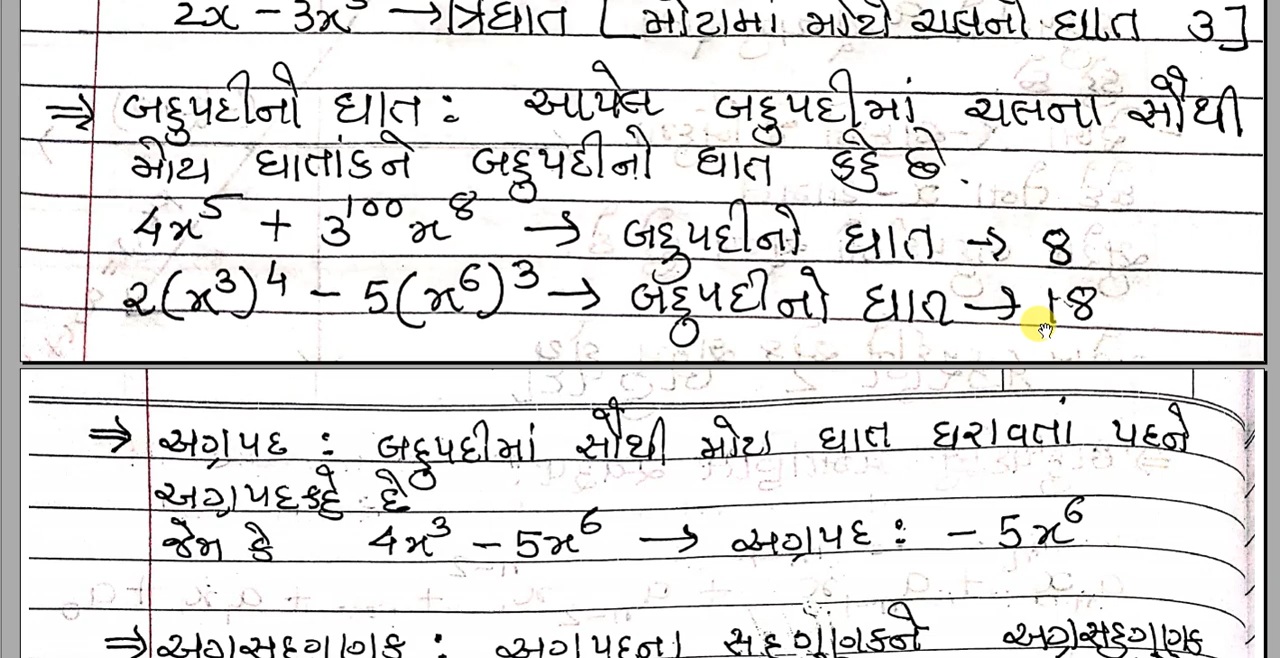 2x - 3x³ → ત્રિઘાત [મોટામાં મોટો ચલનો ઘાત 3]
⇒ બહુપદીનો ઘાત : આપેલ બહુપદીમાં ચલના સૌથી
મોટા ઘાતાંકને બહુપદીનો ઘાત કહે છે.
4x⁵ + 3¹⁰⁰x⁸ → બહુપદીનો ઘાત → 8
2(x³)⁴ - 5(x⁶)³ → બહુપદીનો ઘાત → 18
⇒ અગ્રપદ : બહુપદીમાં સૌથી મોટા ઘાત ધરાવતાં પદને
અગ્રપદ કહે છે
જેમ કે 4x³ - 5x⁶ → અગ્રપદ : - 5x⁶
⇒ અગ્રસહગુણક : અગ્રપદના સહગુણકને અગ્રસહગુણક